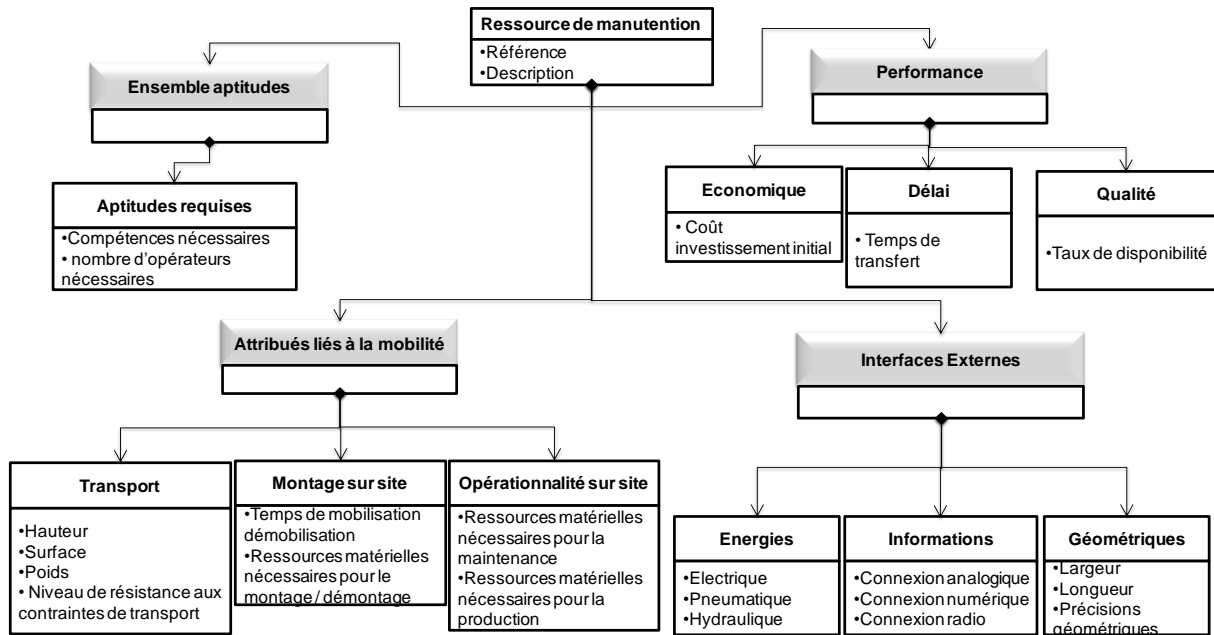 Ressource de manutention
•Référence
•Description
Ensemble aptitudes
Performance
Aptitudes requises
•Compétences nécessaires
• nombre d'opérateurs
nécessaires
Economique
• Coût
investissement initial
Délai
• Temps de
transfert
Qualité
•Taux de disponibilité
Attribués liés à la mobilité
Interfaces Externes
Transport
•Hauteur
•Surface
•Poids
• Niveau de résistance aux
contraintes de transport
Montage sur site
•Temps de mobilisation
démobilisation
•Ressources matérielles
nécessaires pour le
montage / démontage
Opérationnalité sur site
•Ressources matérielles
nécessaires pour la
maintenance
•Ressources matérielles
nécessaires pour la
production
Energies
•Electrique
•Pneumatique
•Hydraulique
Informations
•Connexion analogique
•Connexion numérique
•Connexion radio
Géométriques
•Largeur
•Longueur
•Précisions
géométriques